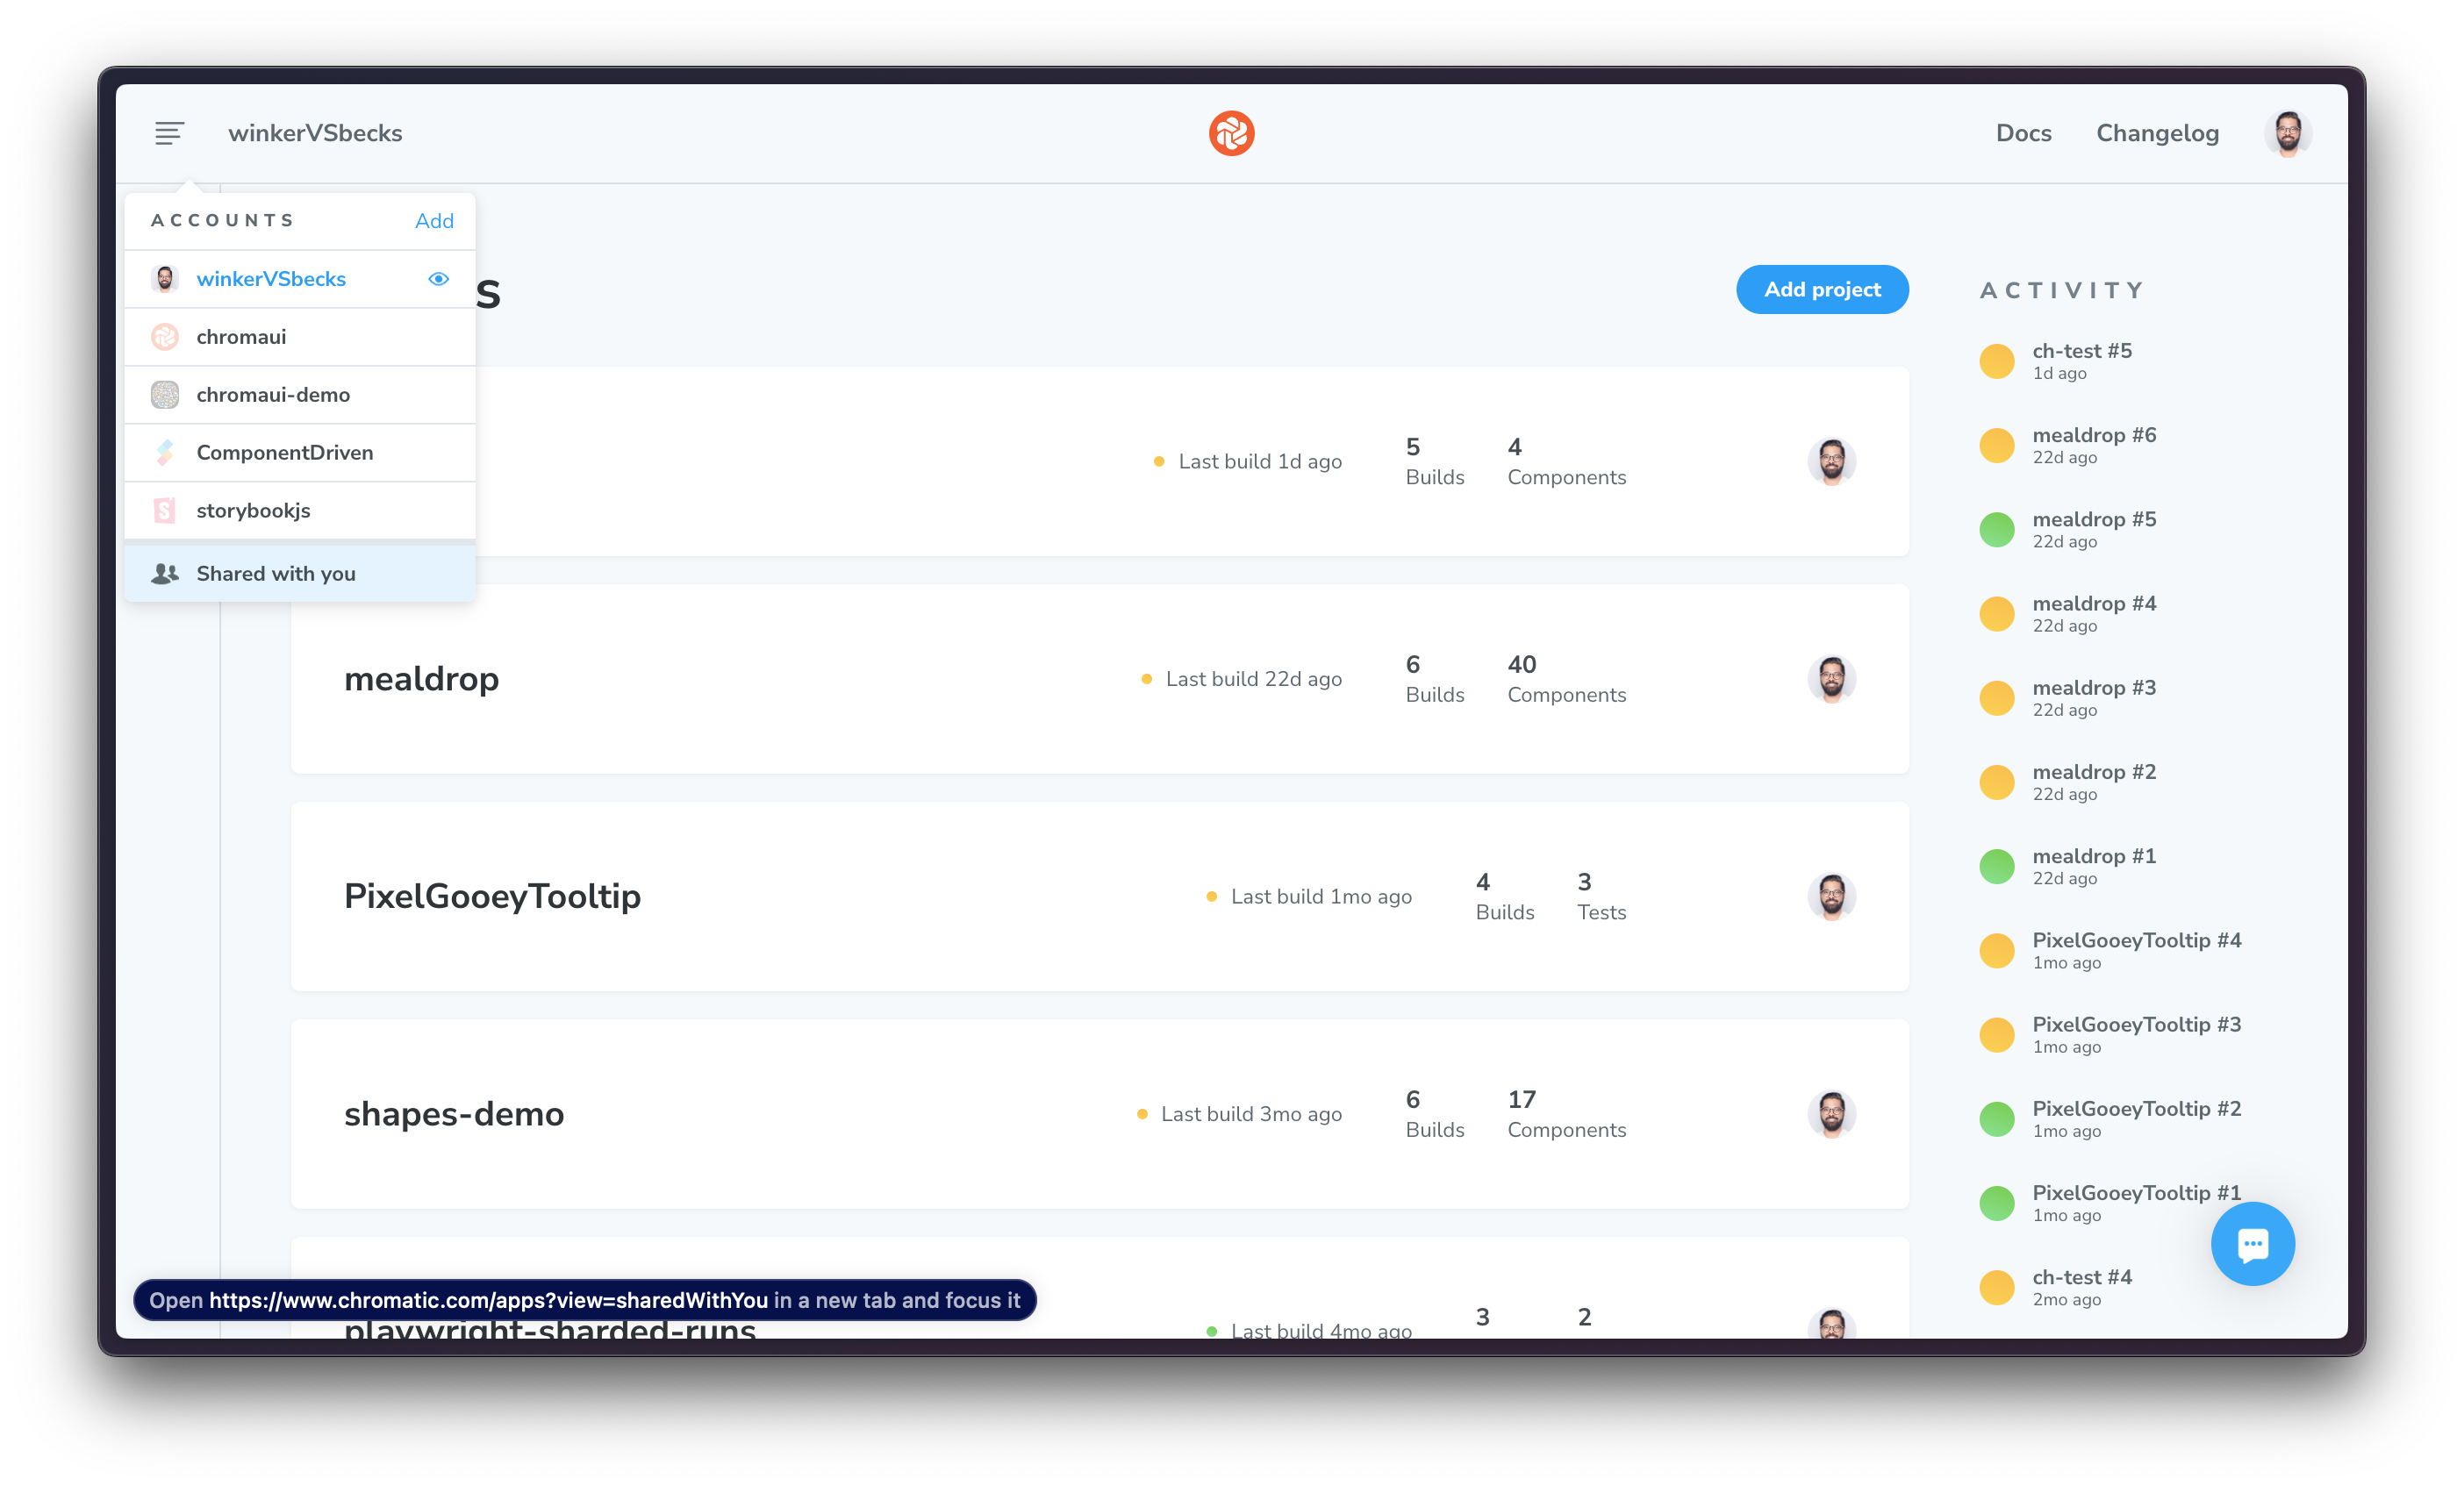 winkerVSbecks
Docs
Changelog
ACCOUNTS
Add
winkerVSbecks
chromaui
chromaui-demo
ComponentDriven
storybookjs
Shared with you
s
Add project
Last build 1d ago
5
Builds
4
Components
mealdrop
Last build 22d ago
6
Builds
40
Components
PixelGooeyTooltip
Last build 1mo ago
4
Builds
3
Tests
shapes-demo
Last build 3mo ago
6
Builds
17
Components
playwright-sharded-runs
Last build 4mo ago
3
2
ACTIVITY
ch-test #5
1d ago
mealdrop #6
22d ago
mealdrop #5
22d ago
mealdrop #4
22d ago
mealdrop #3
22d ago
mealdrop #2
22d ago
mealdrop #1
22d ago
PixelGooeyTooltip #4
1mo ago
PixelGooeyTooltip #3
1mo ago
PixelGooeyTooltip #2
1mo ago
PixelGooeyTooltip #1
1mo ago
ch-test #4
2mo ago
Open https://www.chromatic.com/apps?view=sharedWithYou in a new tab and focus it